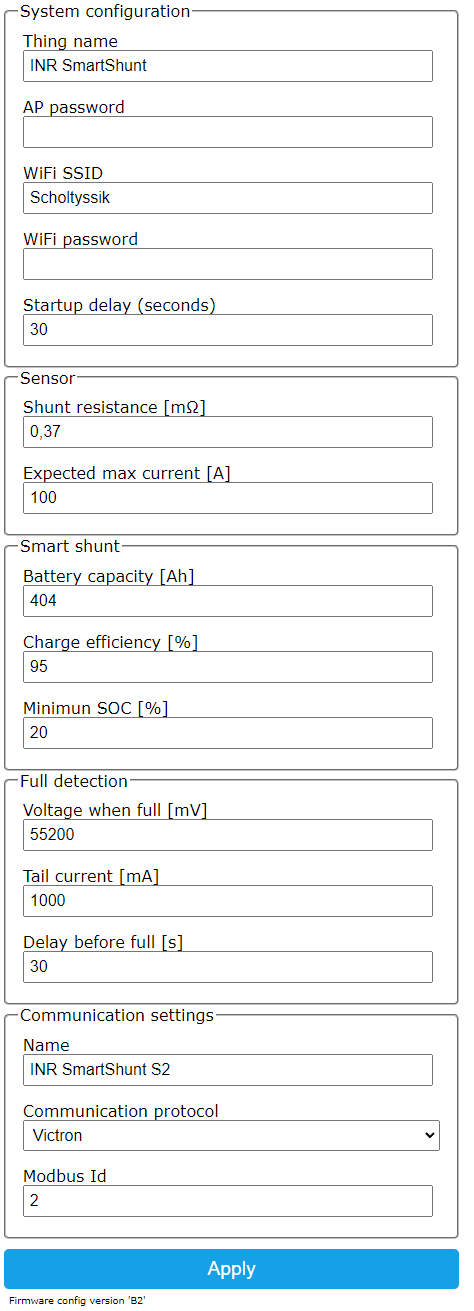 System configuration
Thing name
INR SmartShunt
AP password
WiFi SSID
Scholtyssik
WiFi password
Startup delay (seconds)
30
Sensor
Shunt resistance [mΩ]
0,37
Expected max current [A]
100
Smart shunt
Battery capacity [Ah]
404
Charge efficiency [%]
95
Minimun SOC [%]
20
Full detection
Voltage when full [mV]
55200
Tail current [mA]
1000
Delay before full [s]
30
Communication settings
Name
INR SmartShunt S2
Communication protocol
Victron
Modbus Id
2
Apply
Firmware config version 'B2'